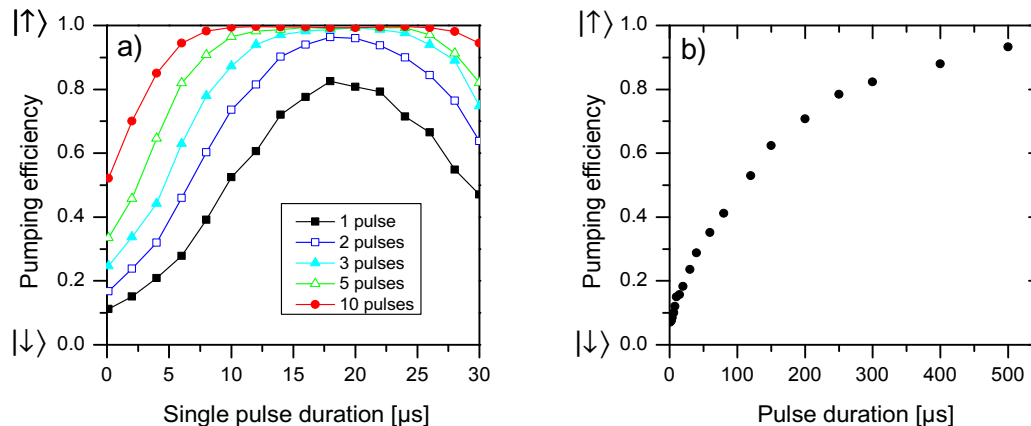 |↑⟩
a)
1.0
0.8
0.6
0.4
0.2
0.0
|↓⟩
Pumping efficiency
1 pulse
2 pulses
3 pulses
5 pulses
10 pulses
0 5 10 15 20 25 30
Single pulse duration [µs]
|↑⟩
b)
1.0
0.8
0.6
0.4
0.2
0.0
|↓⟩
Pumping efficiency
0 100 200 300 400 500
Pulse duration [µs]